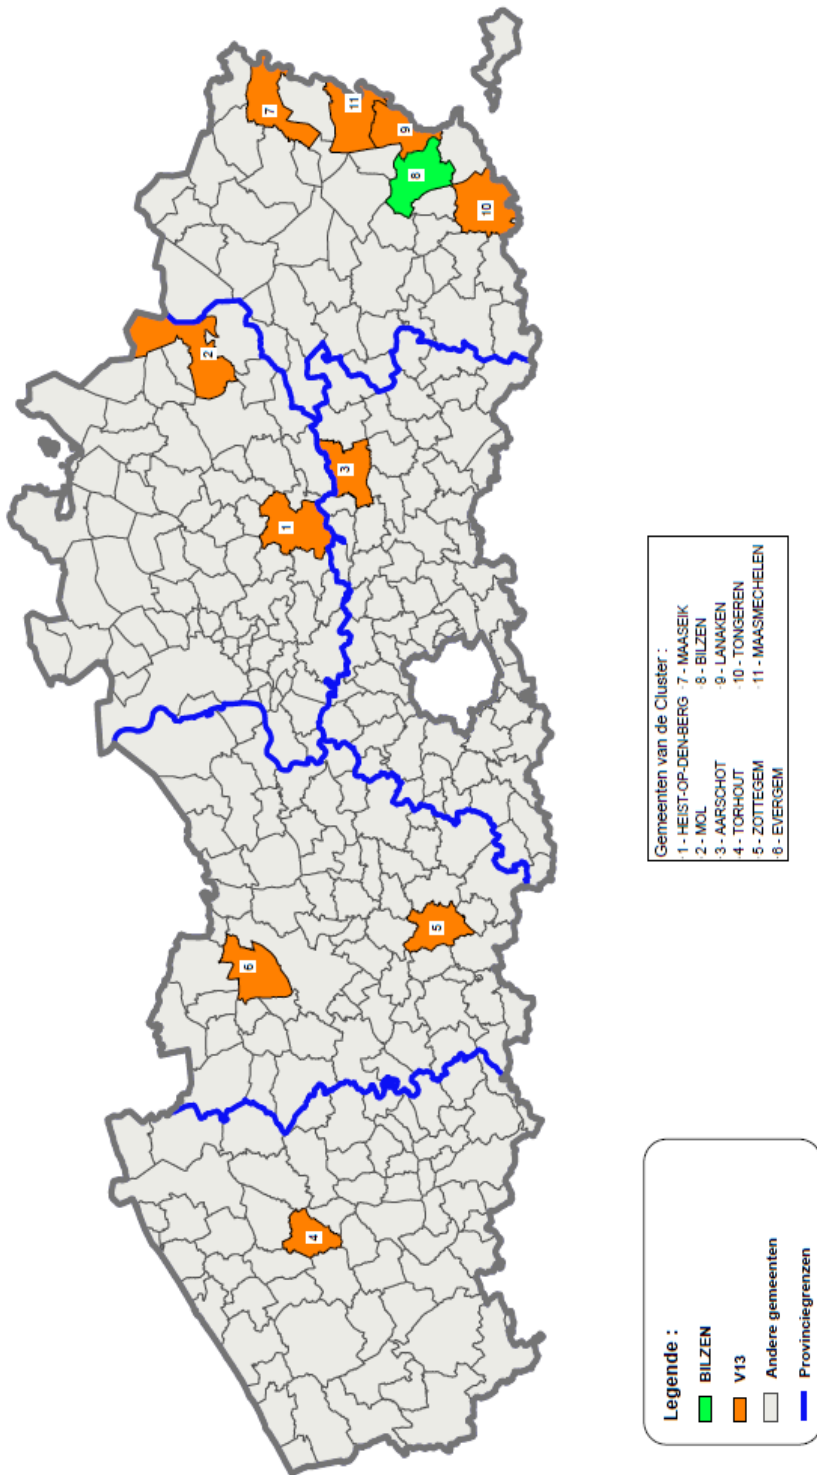 7
11
9
8
10
2
3
1
6
5
4
Gemeenten van de Cluster :
1 - HEIST-OP-DEN-BERG
7 - MAASEIK
2 - MOL
8 - BILZEN
3 - AARSCHOT
9 - LANAKEN
4 - TORHOUT
10 - TONGEREN
5 - ZOTTEGEM
11 - MAASMECHELEN
6 - EVERGEM
Legende :
BILZEN
V13
Andere gemeenten
Provinciegrenzen